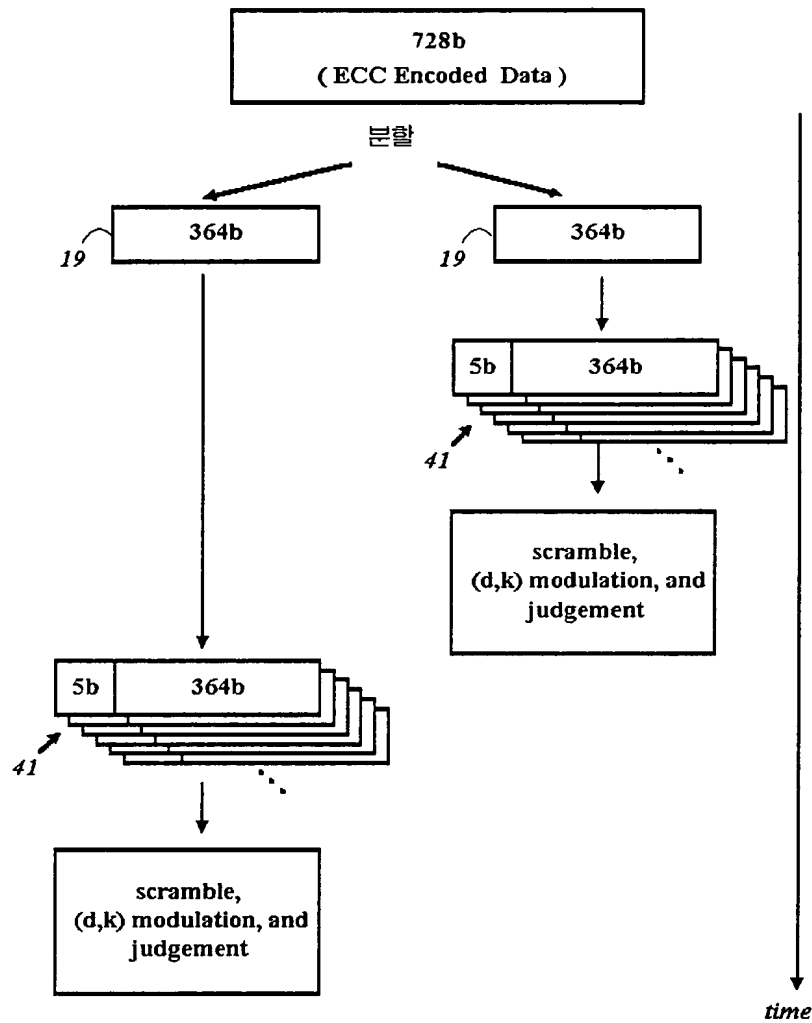 728b
( ECC Encoded Data )
분할
364b
19
364b
19
5b 364b
41
scramble,
(d,k) modulation, and
judgement
5b 364b
41
scramble,
(d,k) modulation, and
judgement
time